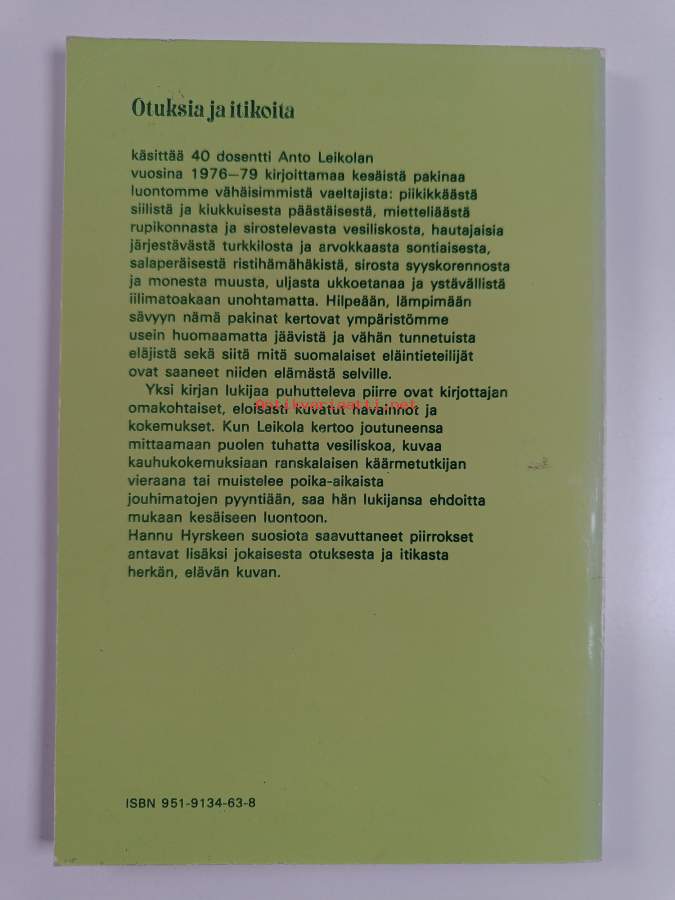 Otuksia ja itikoita
käsittää 40 dosentti Anto Leikolan
vuosina 1976–79 kirjoittamaa kesäistä pakinaa
luontomme vähäisimmistä vaeltajista: piikikkäästä
siilistä ja kiukkuisesta päästäisestä, mietteliäästä
rupikonnasta ja sirostelevasta vesiliskosta, hautajaisia
järjestävästä turkkilosta ja arvokkaasta sontiaisesta,
salaperäisestä ristihämähäkistä, sirosta syyskorennosta
ja monesta muusta, uljasta ukkoetanaa ja ystävällistä
iilimatoakaan unohtamatta. Hilpeään, lämpimään
sävyyn nämä pakinat kertovat ympäristömme
usein huomaamatta jäävistä ja vähän tunnetuista
eläjistä sekä siitä mitä suomalaiset eläintieteilijät
ovat saaneet niiden elämästä selville.
Yksi kirjan lukijaa puhutteleva piirre ovat kirjottajan
omakohtaiset, eloisasti kuvatut havainnot ja
Antikvariaatti.net
kokemukset. Kun Leikola kertoo joutuneensa
mittaamaan puolen tuhatta vesiliskoa, kuvaa
kauhukokemuksiaan ranskalaisen käärmetutkijan
vieraana tai muistelee poika-aikaista
jouhimatojen pyyntiään, saa hän lukijansa ehdoitta
mukaan kesäiseen luontoon.
Hannu Hyrskeen suosiota saavuttaneet piirrokset
antavat lisäksi jokaisesta otuksesta ja itikasta
herkän, elävän kuvan.
ISBN 951-9134-63-8